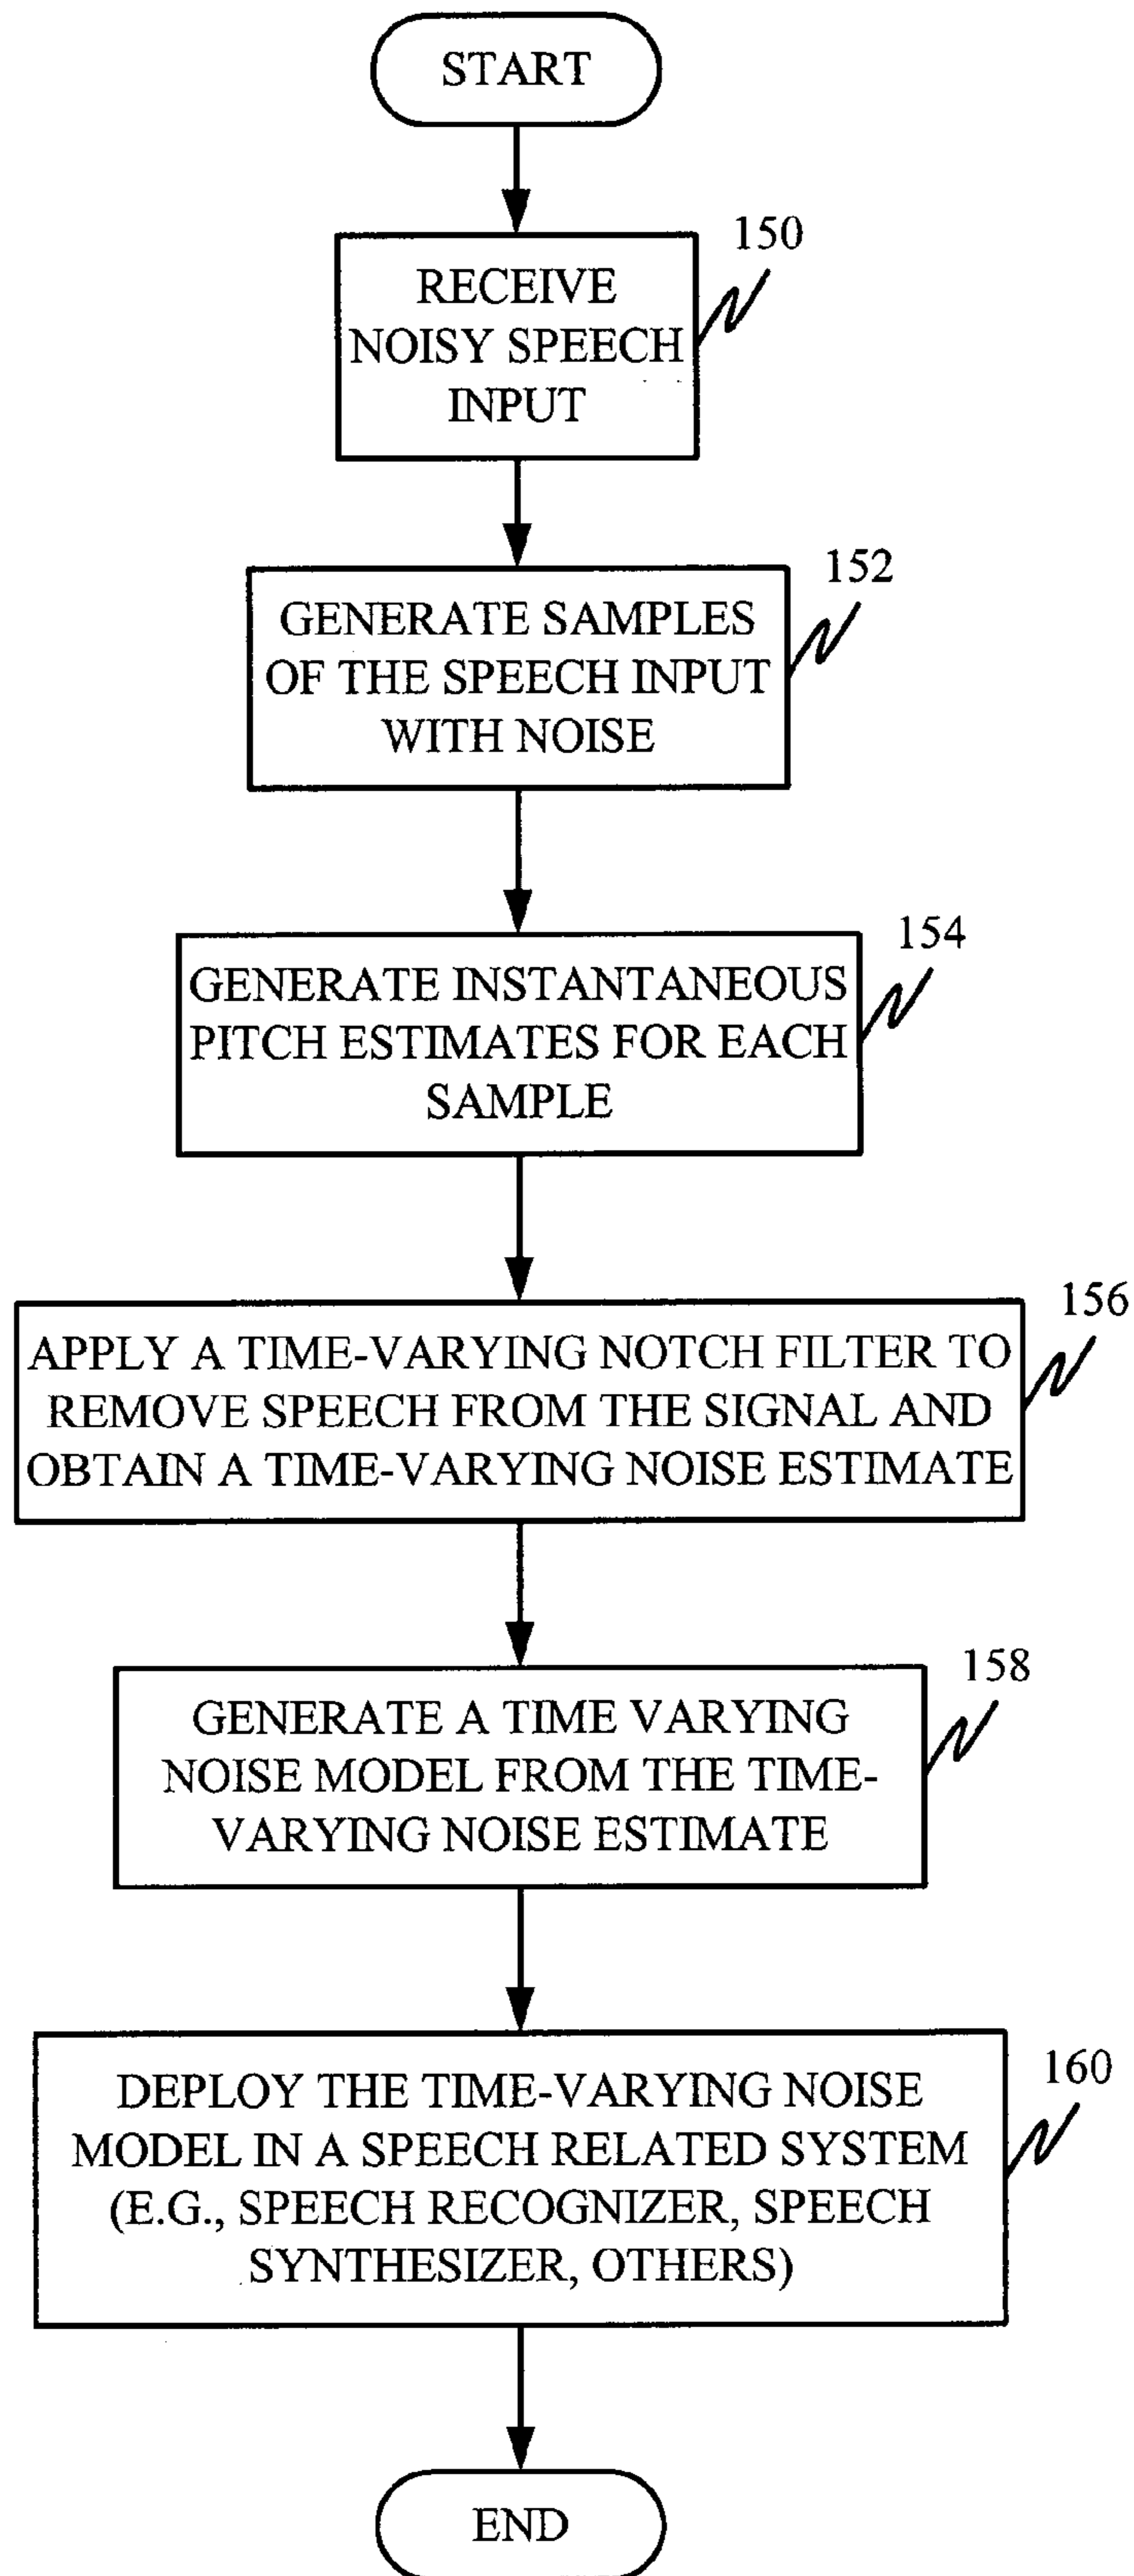 START
150
RECEIVE
NOISY SPEECH
INPUT
152
GENERATE SAMPLES
OF THE SPEECH INPUT
WITH NOISE
154
GENERATE INSTANTANEOUS
PITCH ESTIMATES FOR EACH
SAMPLE
156
APPLY A TIME-VARYING NOTCH FILTER TO
REMOVE SPEECH FROM THE SIGNAL AND
OBTAIN A TIME-VARYING NOISE ESTIMATE
158
GENERATE A TIME VARYING
NOISE MODEL FROM THE TIME-
VARYING NOISE ESTIMATE
160
DEPLOY THE TIME-VARYING NOISE
MODEL IN A SPEECH RELATED SYSTEM
(E.G., SPEECH RECOGNIZER, SPEECH
SYNTHESIZER, OTHERS)
END